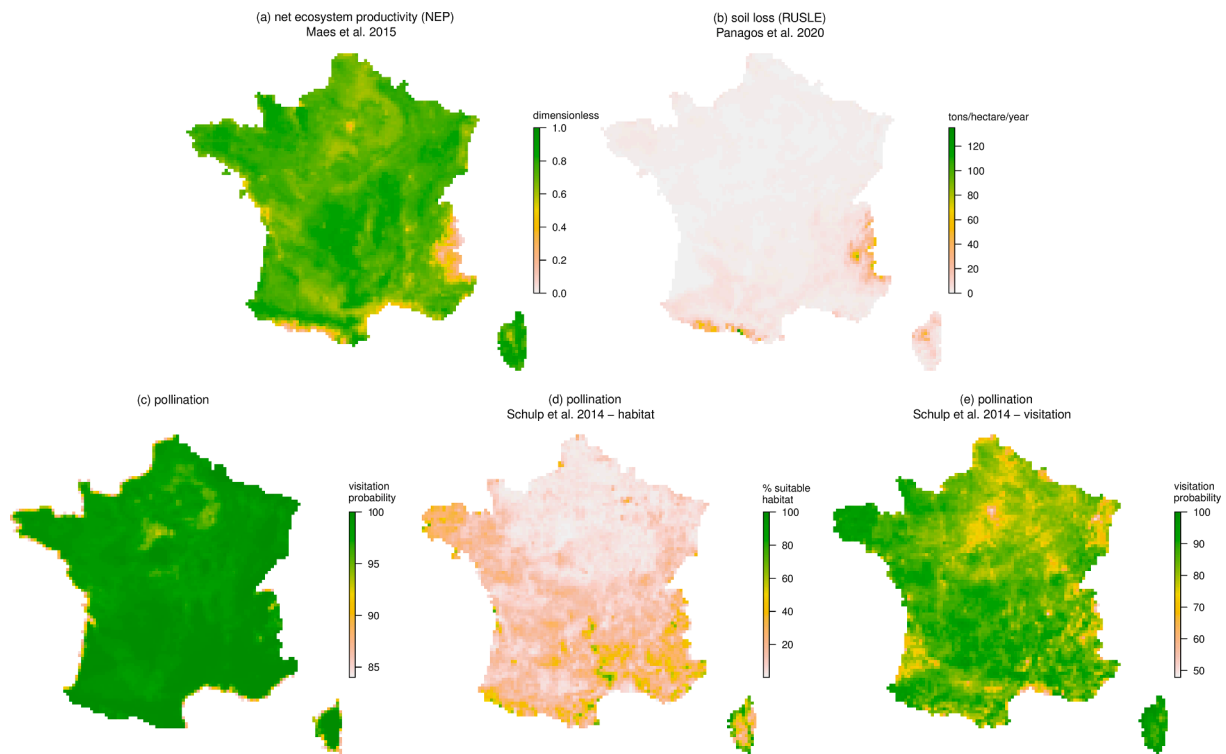 (a) net ecosystem productivity (NEP)
Maes et al. 2015
dimensionless
1.0
0.8
0.6
0.4
0.2
0.0
(b) soil loss (RUSLE)
Panagos et al. 2020
tons/hectare/year
120
100
80
60
40
20
0
(c) pollination
visitation
probability
100
95
90
85
(d) pollination
Schulp et al. 2014 − habitat
% suitable
habitat
100
80
60
40
20
(e) pollination
Schulp et al. 2014 − visitation
visitation
probability
100
90
80
70
60
50